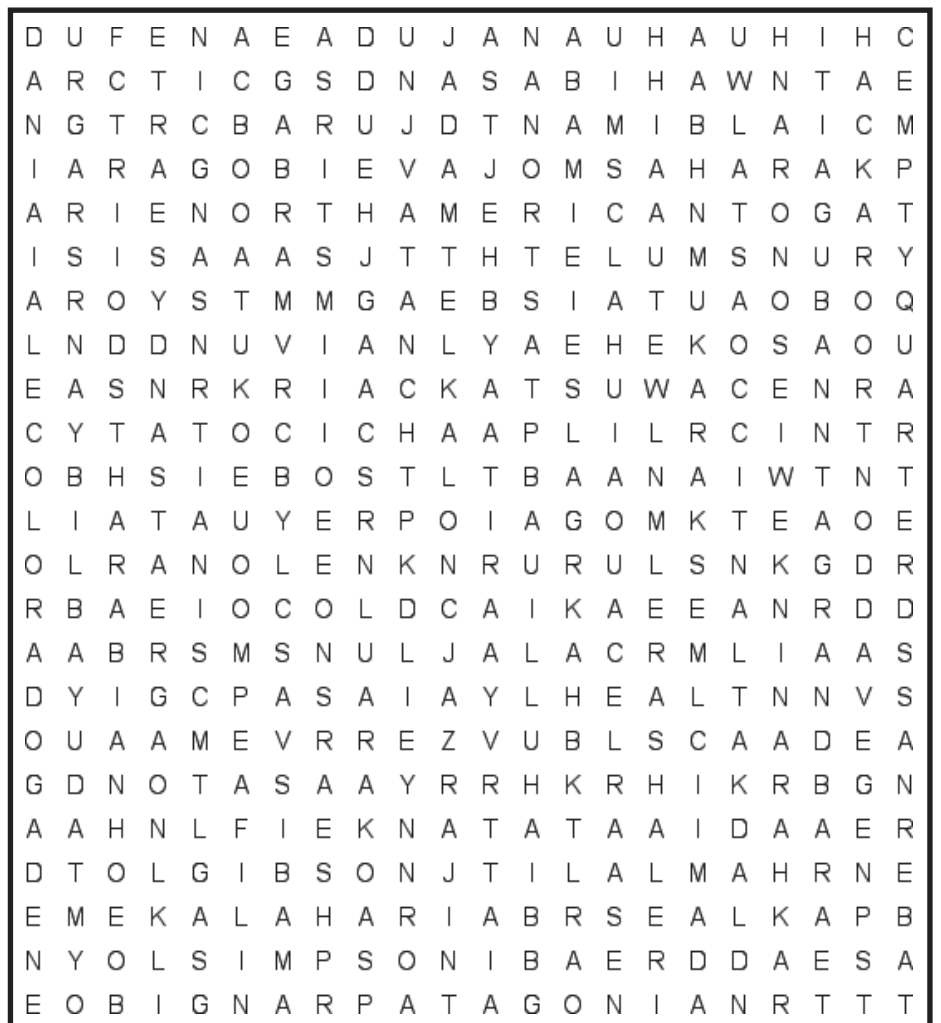 D U F E N A E A D U J A N A U H A U H I H C
A R C T I C G S D N A S A B I H A W N T A E
N G T R C B A R U J D T N A M I B L A I C M
I A R A G O B I E V A J O M S A H A R A K P
A R I E N O R T H A M E R I C A N T O G A T
I S I S A A A S J T T H T E L U M S N U R Y
A R O Y S T M M G A E B S I A T U A O B O Q
L N D D N U V I A N L Y A E H E K O S A O U
E A S N R K R I A C K A T S U W A C E N R A
C Y T A T O C I C H A A P L I L R C I N T R
O B H S I E B O S T L T B A A N A I W T N T
L I A T A U Y E R P O I A G O M K T E A O E
O L R A N O L E N K N R U R U L S N K G D R
R B A E I O C O L D C A I K A E E A N R D D
A A B R S M S N U L J A L A C R M L I A A S
D Y I G C P A S A I A Y L H E A L T N N V S
O U A A M E V R R E Z V U B L S C A A D E A
G D N O T A S A A Y R R H K R H I K R B G N
A A H N L F I E K N A T A T A A I D A A E R
D T O L G I B S O N J T I L A L M A H R N E
E M E K A L A H A R I A B R S E A L K A P B
N Y O L S I M P S O N I B A E R D D A E S A
E O B I G N A R P A T A G O N I A N R T T T